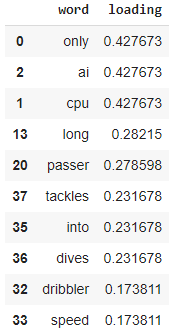 word loading
0 only 0.427673
2 ai 0.427673
1 cpu 0.427673
13 long 0.28215
20 passer 0.278598
37 tackles 0.231678
35 into 0.231678
36 dives 0.231678
32 dribbler 0.173811
33 speed 0.173811